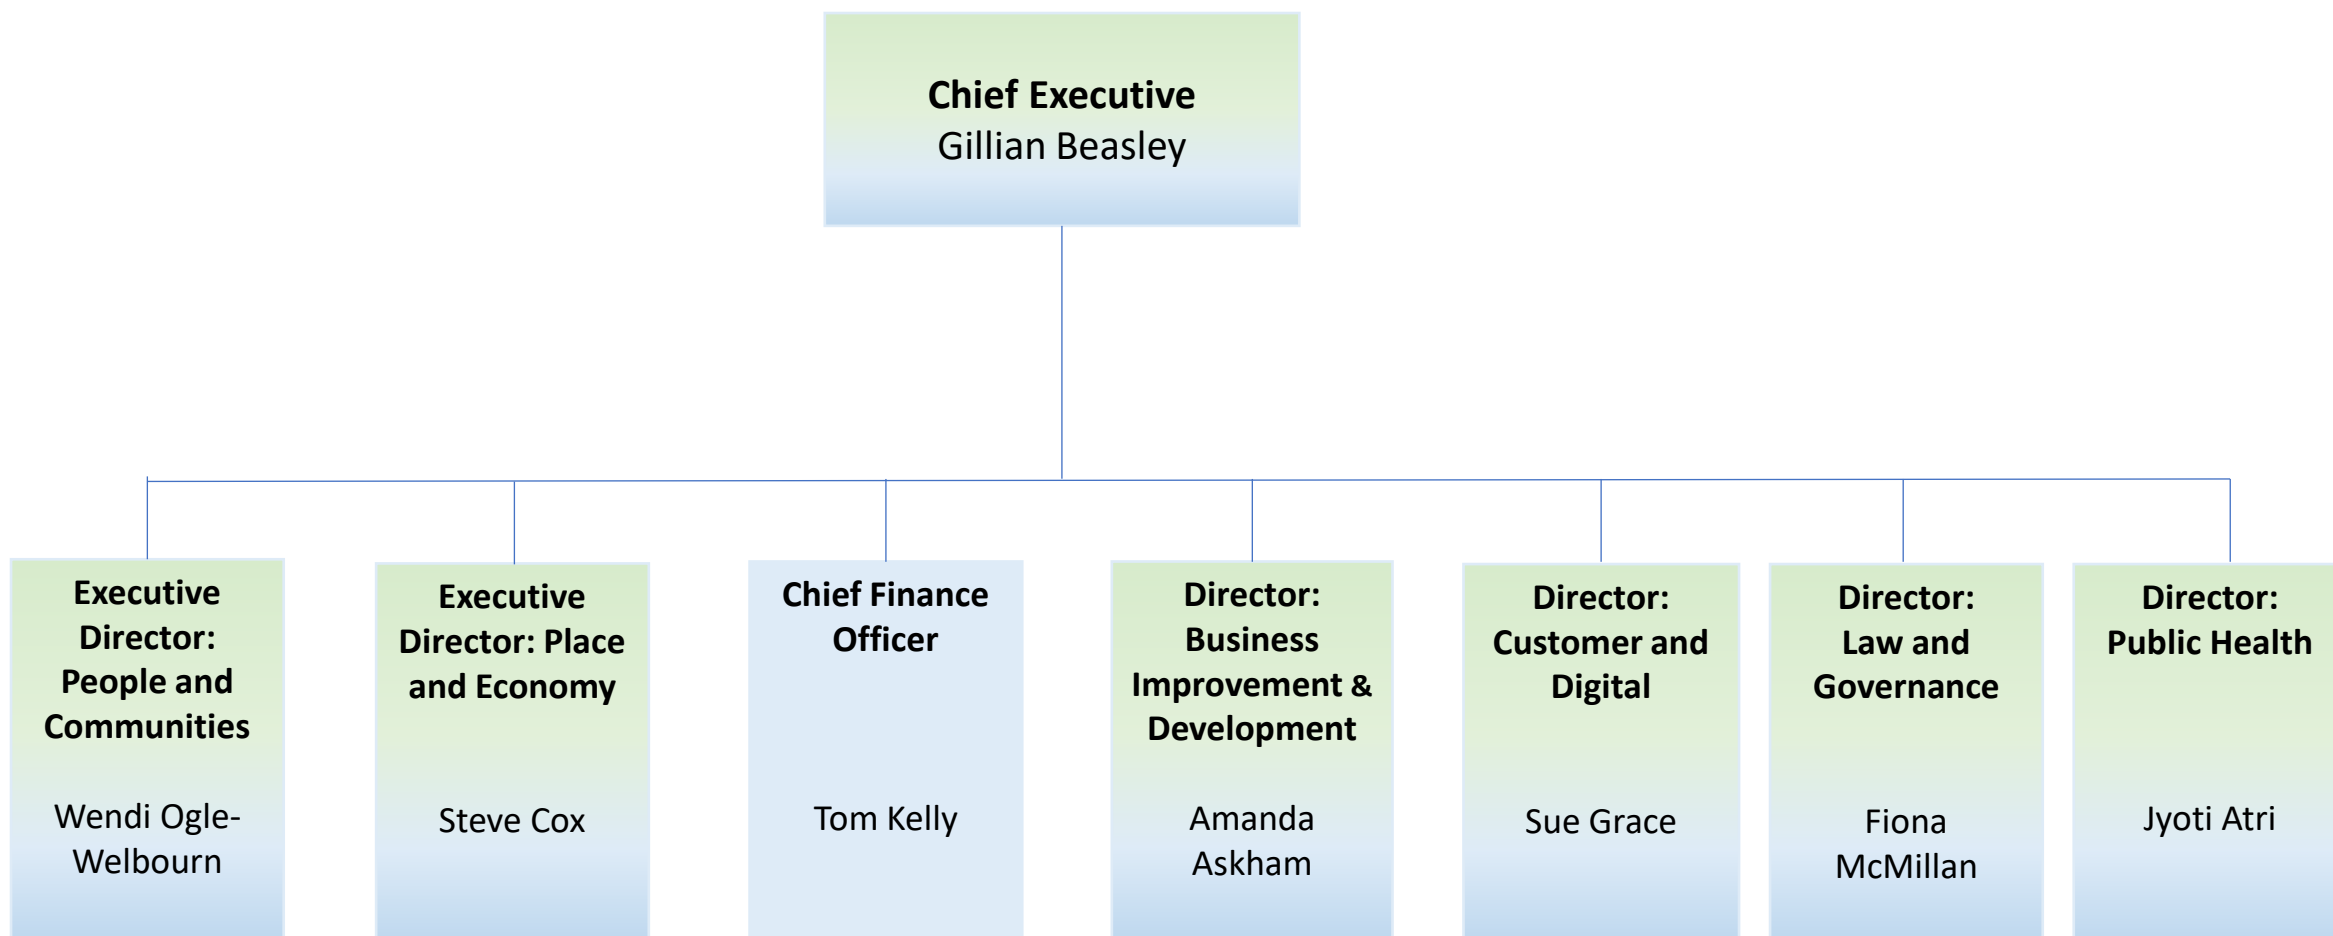 Chief Executive
Gillian Beasley
Executive
Director:
People and
Communities
Wendi Ogle-
Welbourn
Executive
Director: Place
and Economy
Steve Cox
Chief Finance
Officer
Tom Kelly
Director:
Business
Improvement &
Development
Amanda
Askham
Director:
Customer and
Digital
Sue Grace
Director:
Law and
Governance
Fiona
McMillan
Director:
Public Health
Jyoti Atri